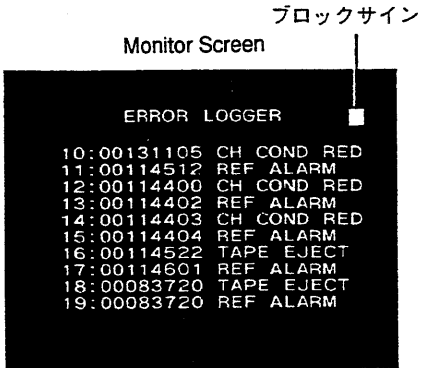 ブロックサイン
Monitor Screen
ERROR LOGGER
10:00131105 CH COND RED
11:00114512 REF ALARM
12:00114400 CH COND RED
13:00114402 REF ALARM
14:00114403 CH COND RED
15:00114404 REF ALARM
16:00114522 TAPE EJECT
17:00114601 REF ALARM
18:00083720 TAPE EJECT
19:00083720 REF ALARM